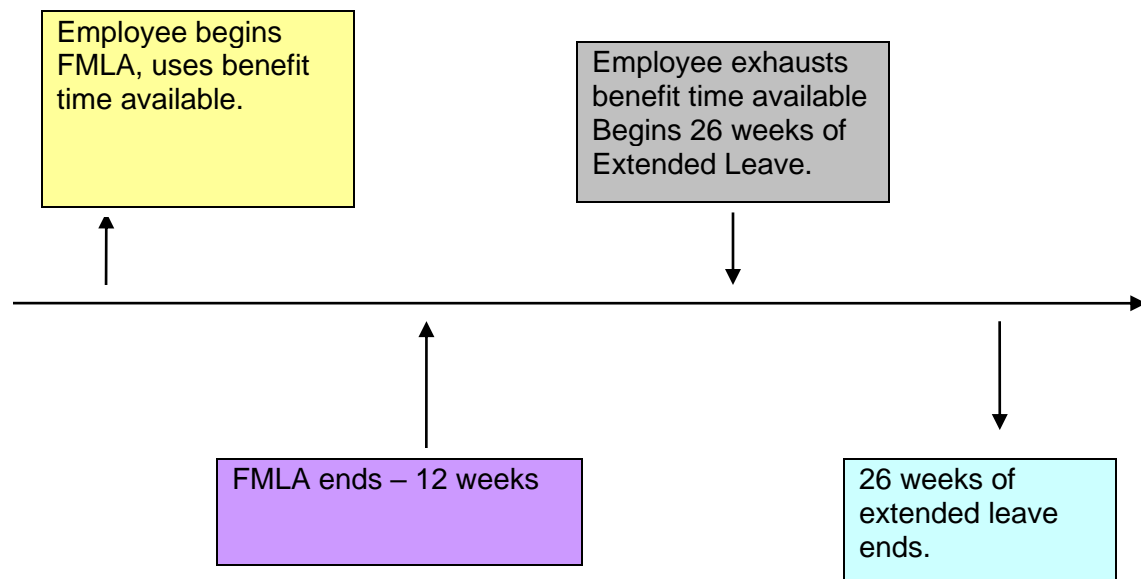 Employee begins
FMLA, uses benefit
time available.
Employee exhausts
benefit time available
Begins 26 weeks of
Extended Leave.
FMLA ends – 12 weeks
26 weeks of
extended leave
ends.